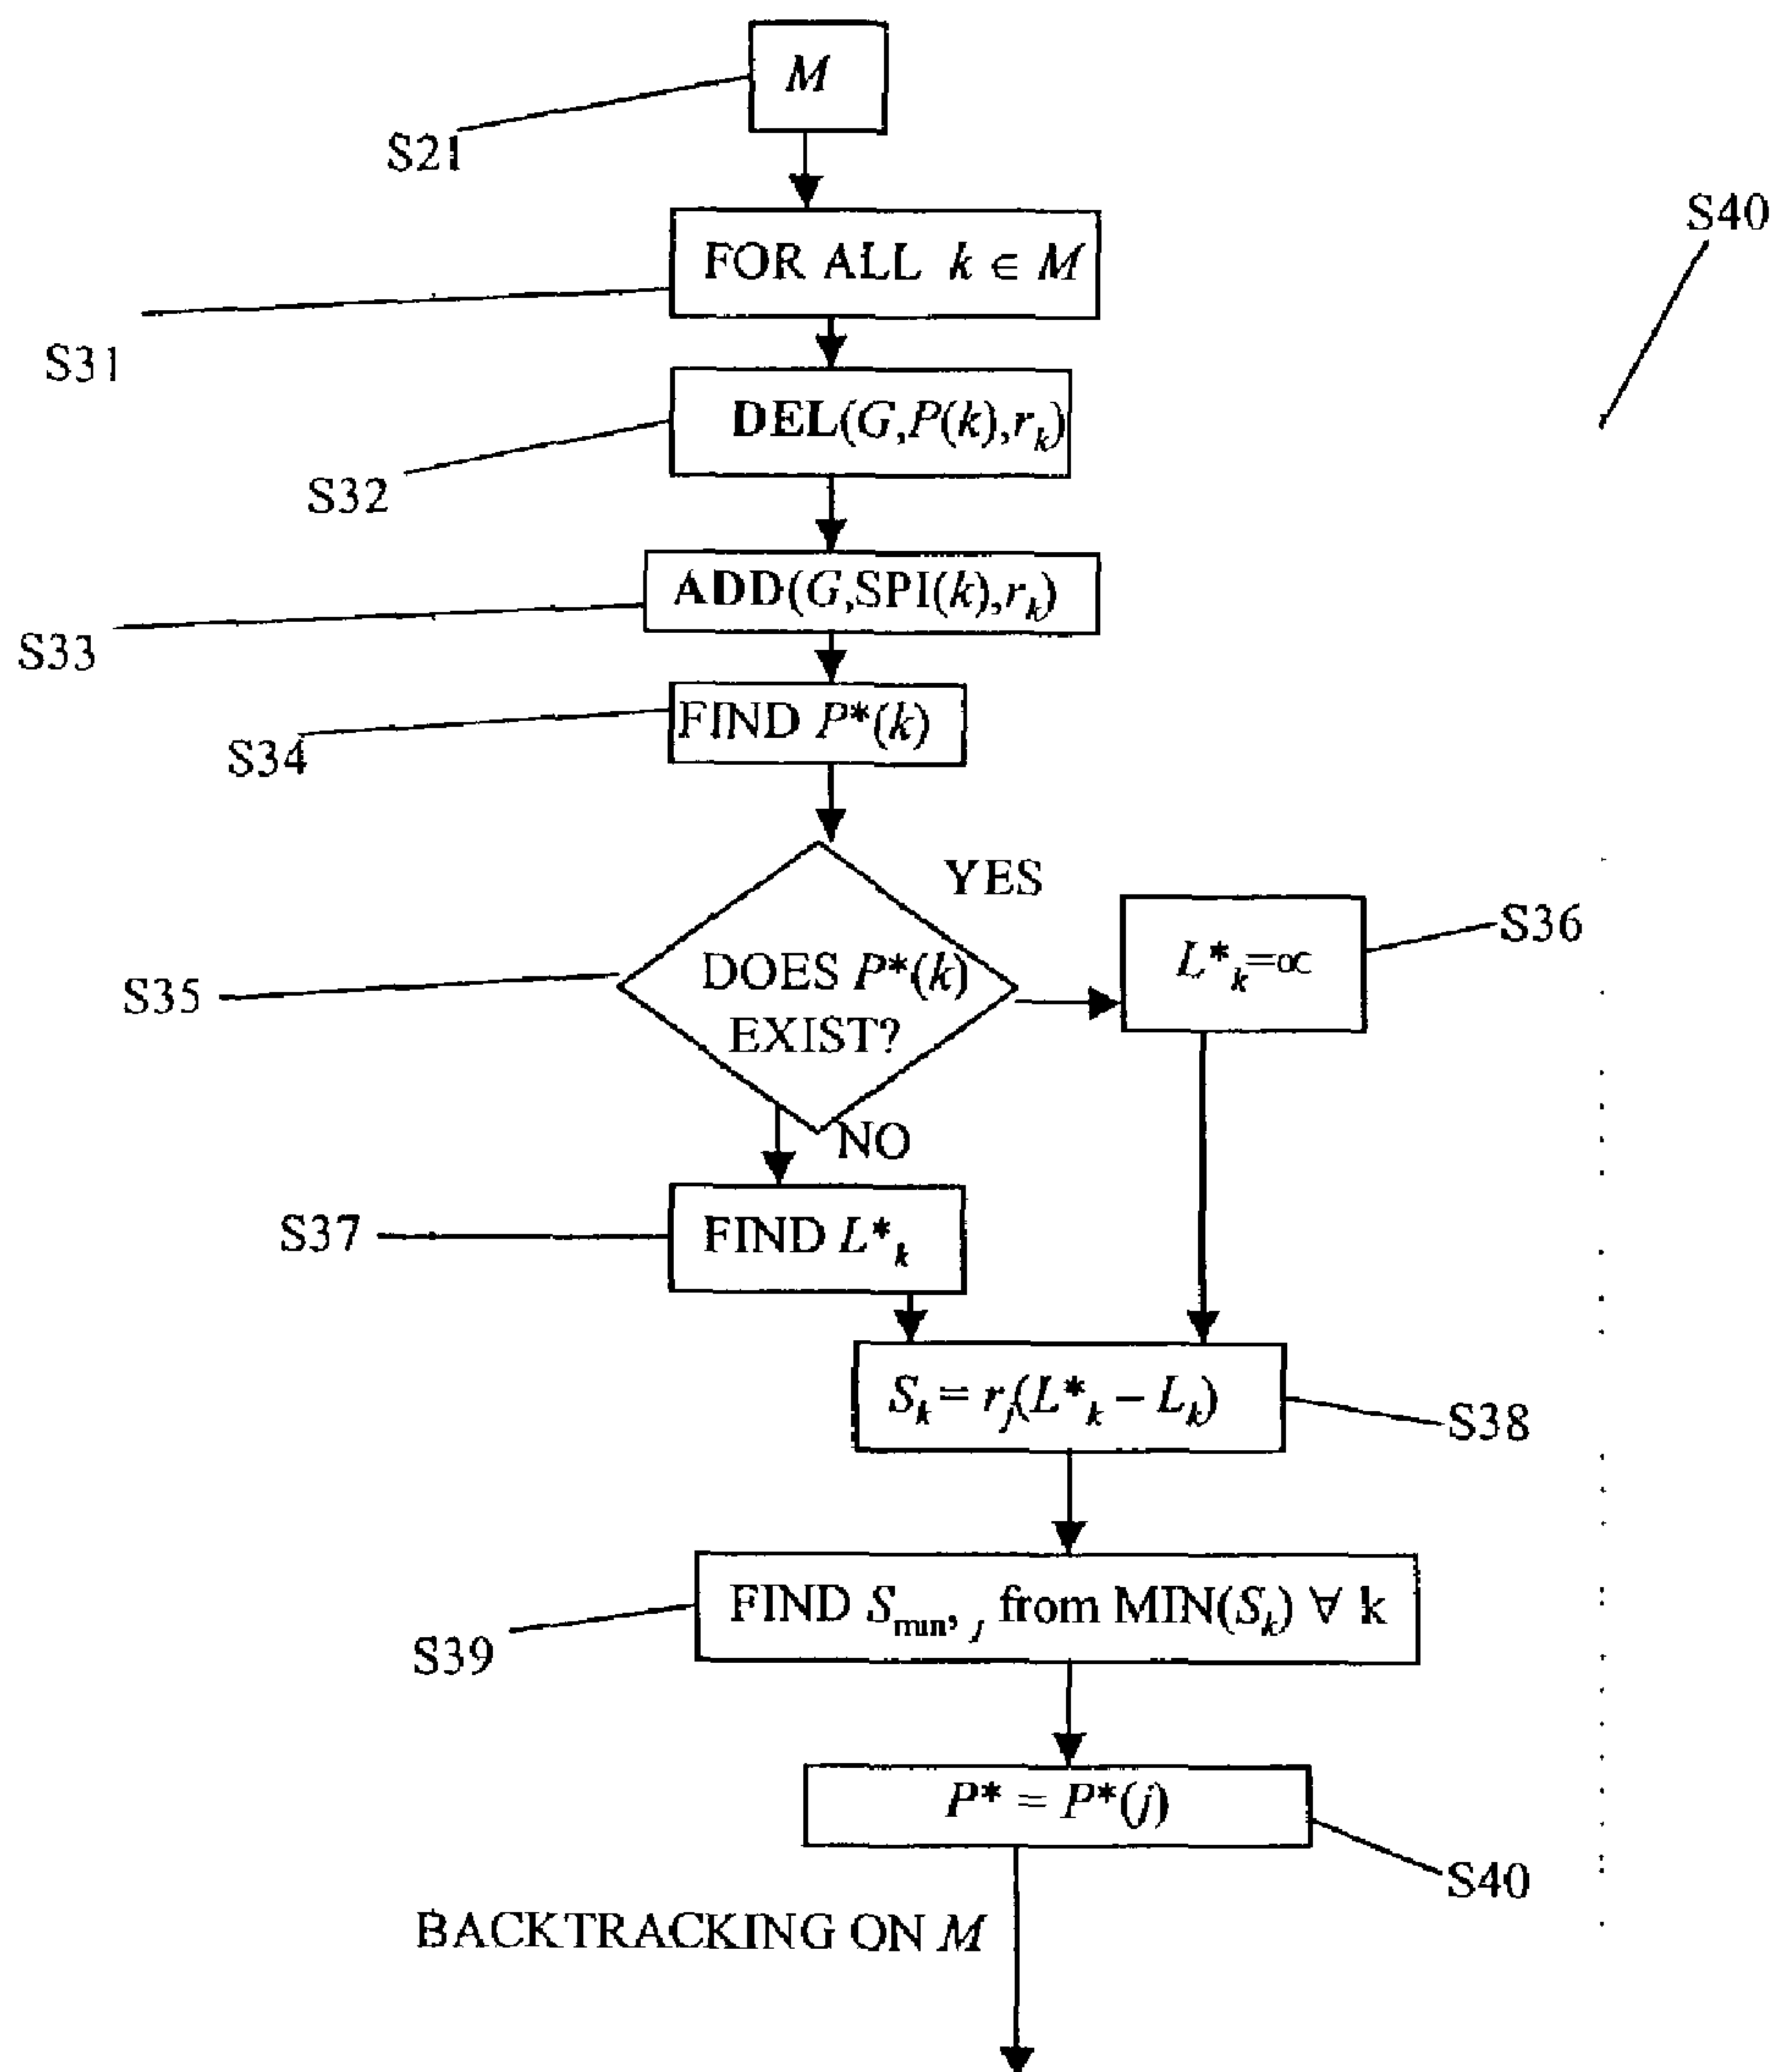 M
S21
S40
FOR ALL k ∈ M
S31
DEL(G,P(k),r_k)
S32
ADD(G,SPI(k),r_k)
S33
FIND P*(k)
S34
YES
S36
L*_k=∝
DOES P*(k)
EXIST?
S35
NO
S37
FIND L*_k
S_k = r_j(L*_k – L_k)
S38
FIND S_min, j from MIN(S_k) ∀ k
S39
P* = P*(j)
S40
BACKTRACKING ON M